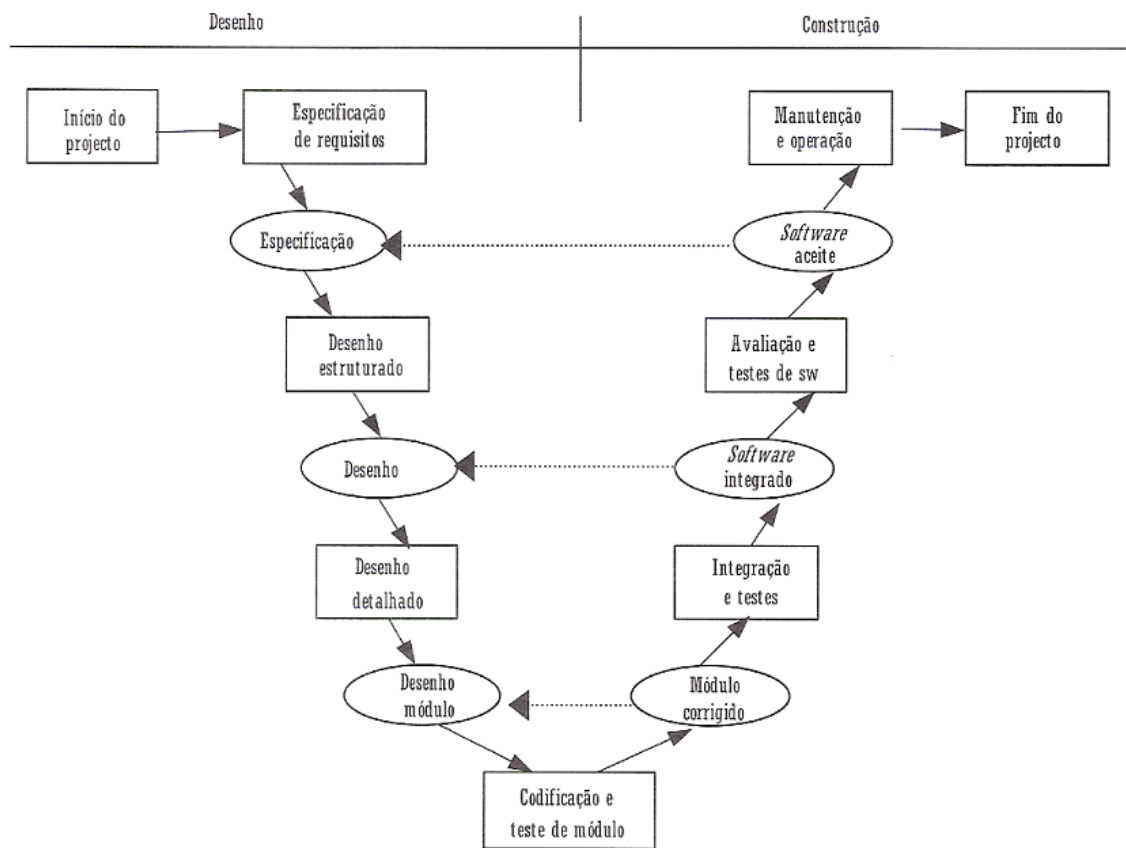 Desenho
Construção
Início do
projecto
Especificação
de requisitos
Manutenção
e operação
Fim do
projecto
Especificação
Software
aceite
Desenho
estruturado
Avaliação e
testes de sw
Desenho
Software
integrado
Desenho
detalhado
Integração
e testes
Desenho
módulo
Módulo
corrigido
Codificação e
teste de módulo